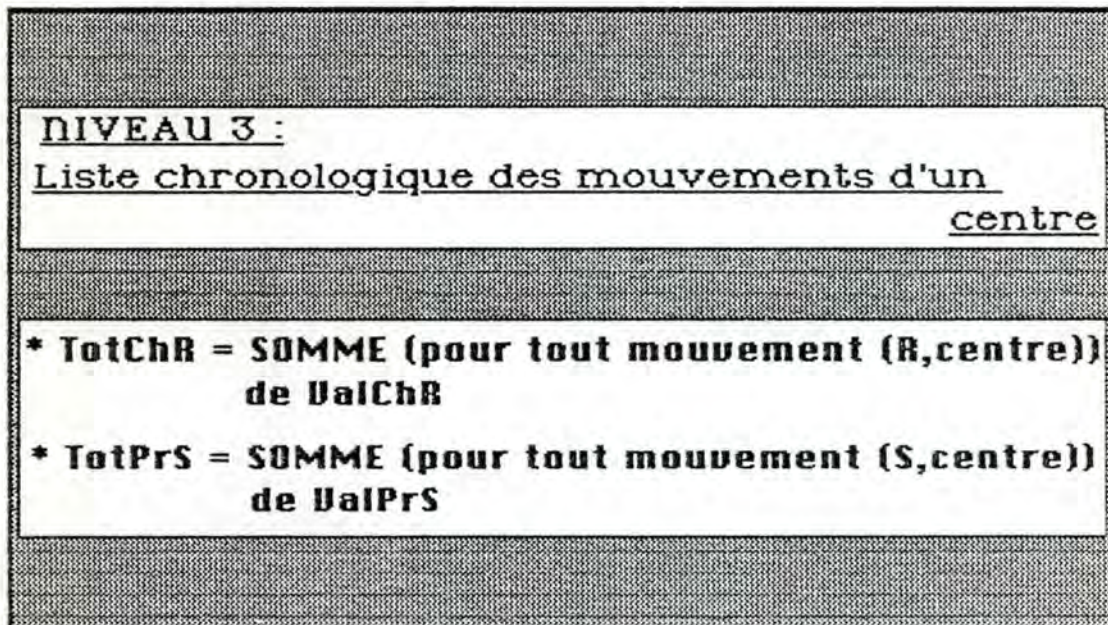 NIVEAU 3 :
Liste chronologique des mouvements d'un
centre
* TotChR = SOMME (pour tout mouvement (R,centre))
de ValChR
* TotPrS = SOMME (pour tout mouvement (S,centre))
de ValPrS